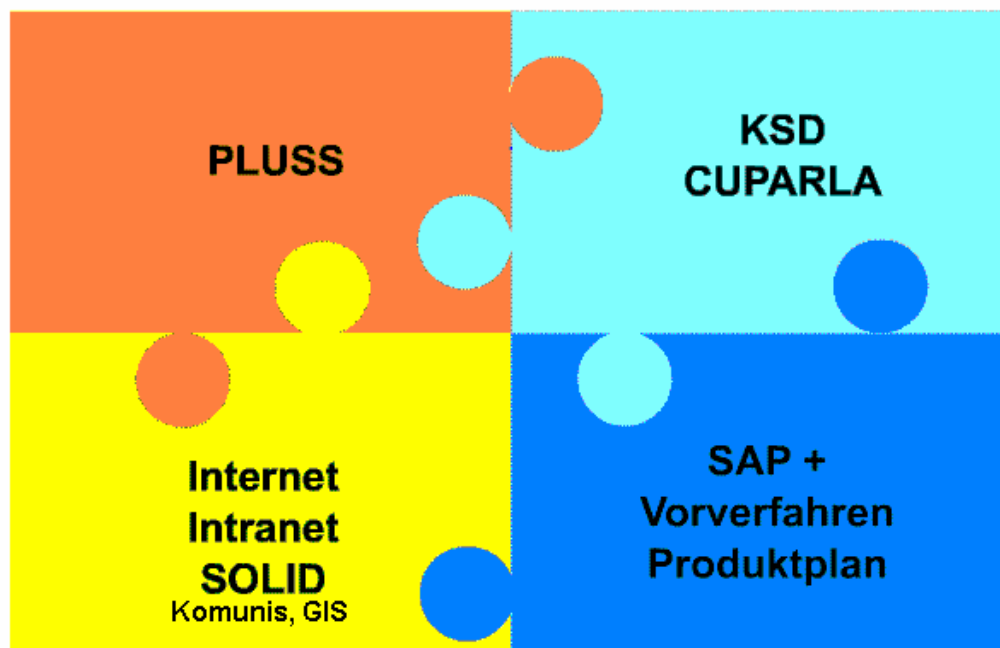 PLUSS
KSD
CUPARLA
Internet
Intranet
SOLID
Komunis, GIS
SAP +
Vorverfahren
Produktplan